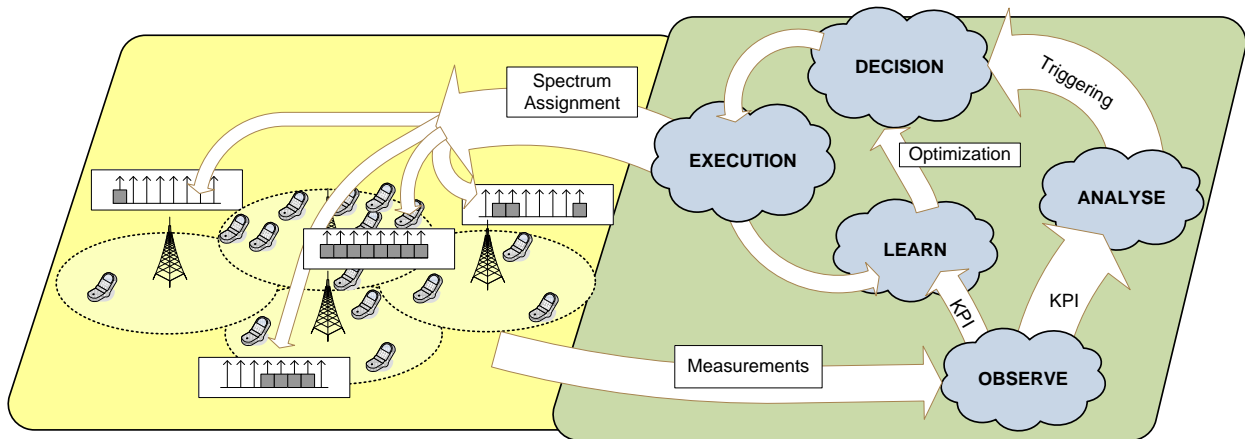 Spectrum
Assignment
DECISION
Triggering
EXECUTION
Optimization
ANALYSE
LEARN
KPI
KPI
Measurements
OBSERVE